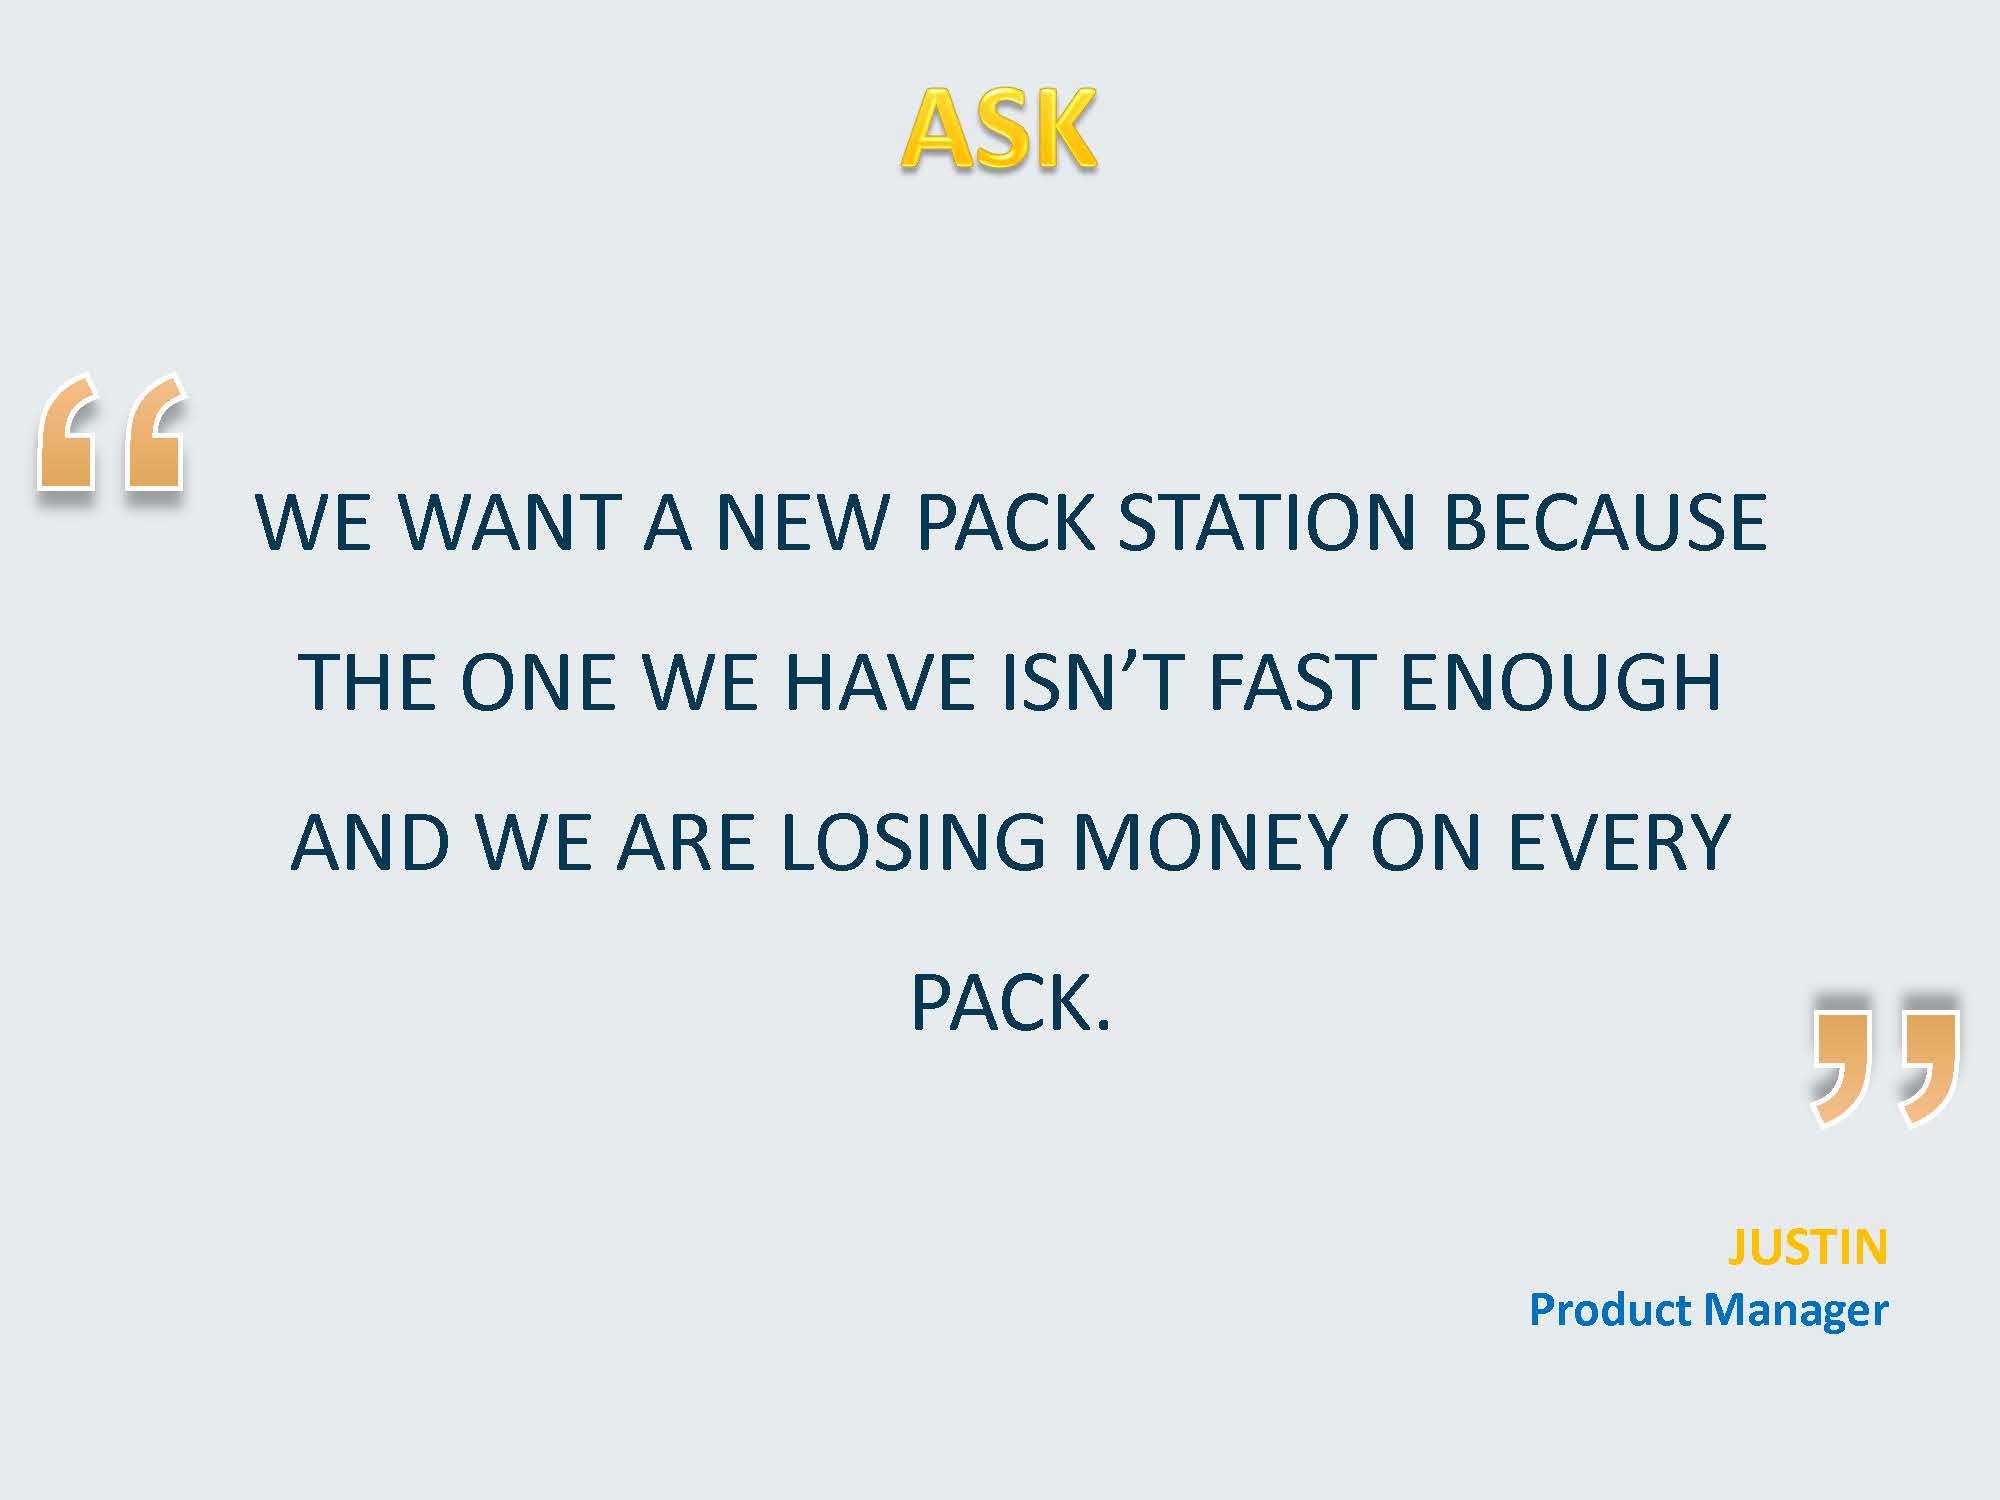 ASK
“
WE WANT A NEW PACK STATION BECAUSE
THE ONE WE HAVE ISN’T FAST ENOUGH
AND WE ARE LOSING MONEY ON EVERY
PACK.
”
JUSTIN
Product Manager